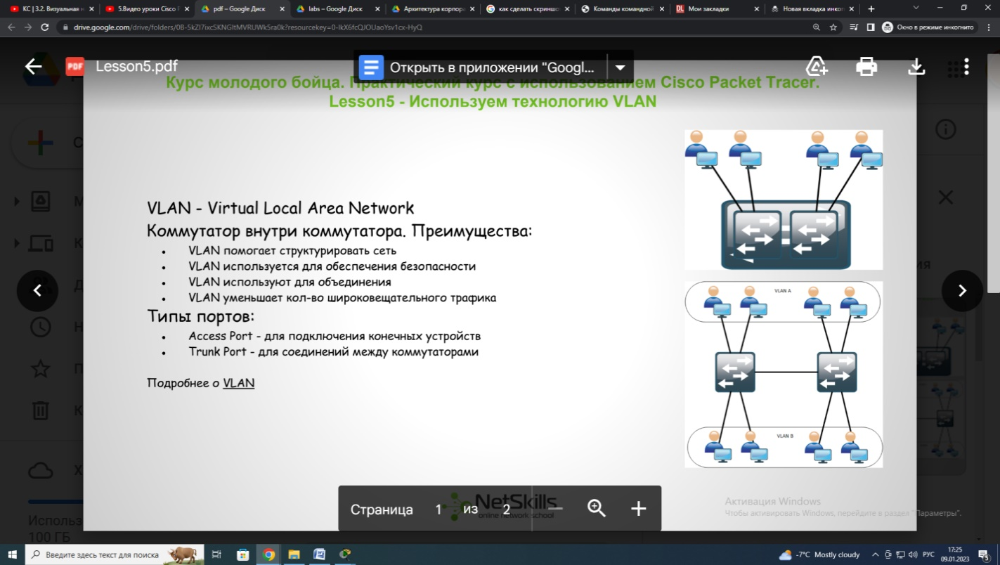 КС | 3.2. Визуальная н
5.Видео уроки Cisco P
pdf – Google Диск
labs – Google Диск
Архитектура корпора
как сделать скриншо
Команды командной
Мои закладки
Новая вкладка инког
drive.google.com/drive/folders/0B-5kZI7ixcSKNGltMVRUWk5ra0k?resourcekey=0-IkX6fcQJOUaoYsv1cx-HyQ
Окно в режиме инкогнито
PDF Lesson5.pdf
Открыть в приложении "Googl...
Курс молодого бойца. Практический курс с использованием Cisco Packet Tracer.
Lesson5 - Используем технологию VLAN
VLAN - Virtual Local Area Network
Коммутатор внутри коммутатора. Преимущества:
• VLAN помогает структурировать сеть
• VLAN используется для обеспечения безопасности
• VLAN используют для объединения
• VLAN уменьшает кол-во широковещательного трафика
Типы портов:
• Access Port - для подключения конечных устройств
• Trunk Port - для соединений между коммутаторами
Подробнее о VLAN
VLAN A
VLAN B
Страница 1 из 2
NetSkills
online network school
Активация Windows
Чтобы активировать Windows, перейдите в раздел "Параметры".
Использ
100 ГБ
Введите здесь текст для поиска
-7°C Mostly cloudy
РУС
17:25
09.01.2023
5